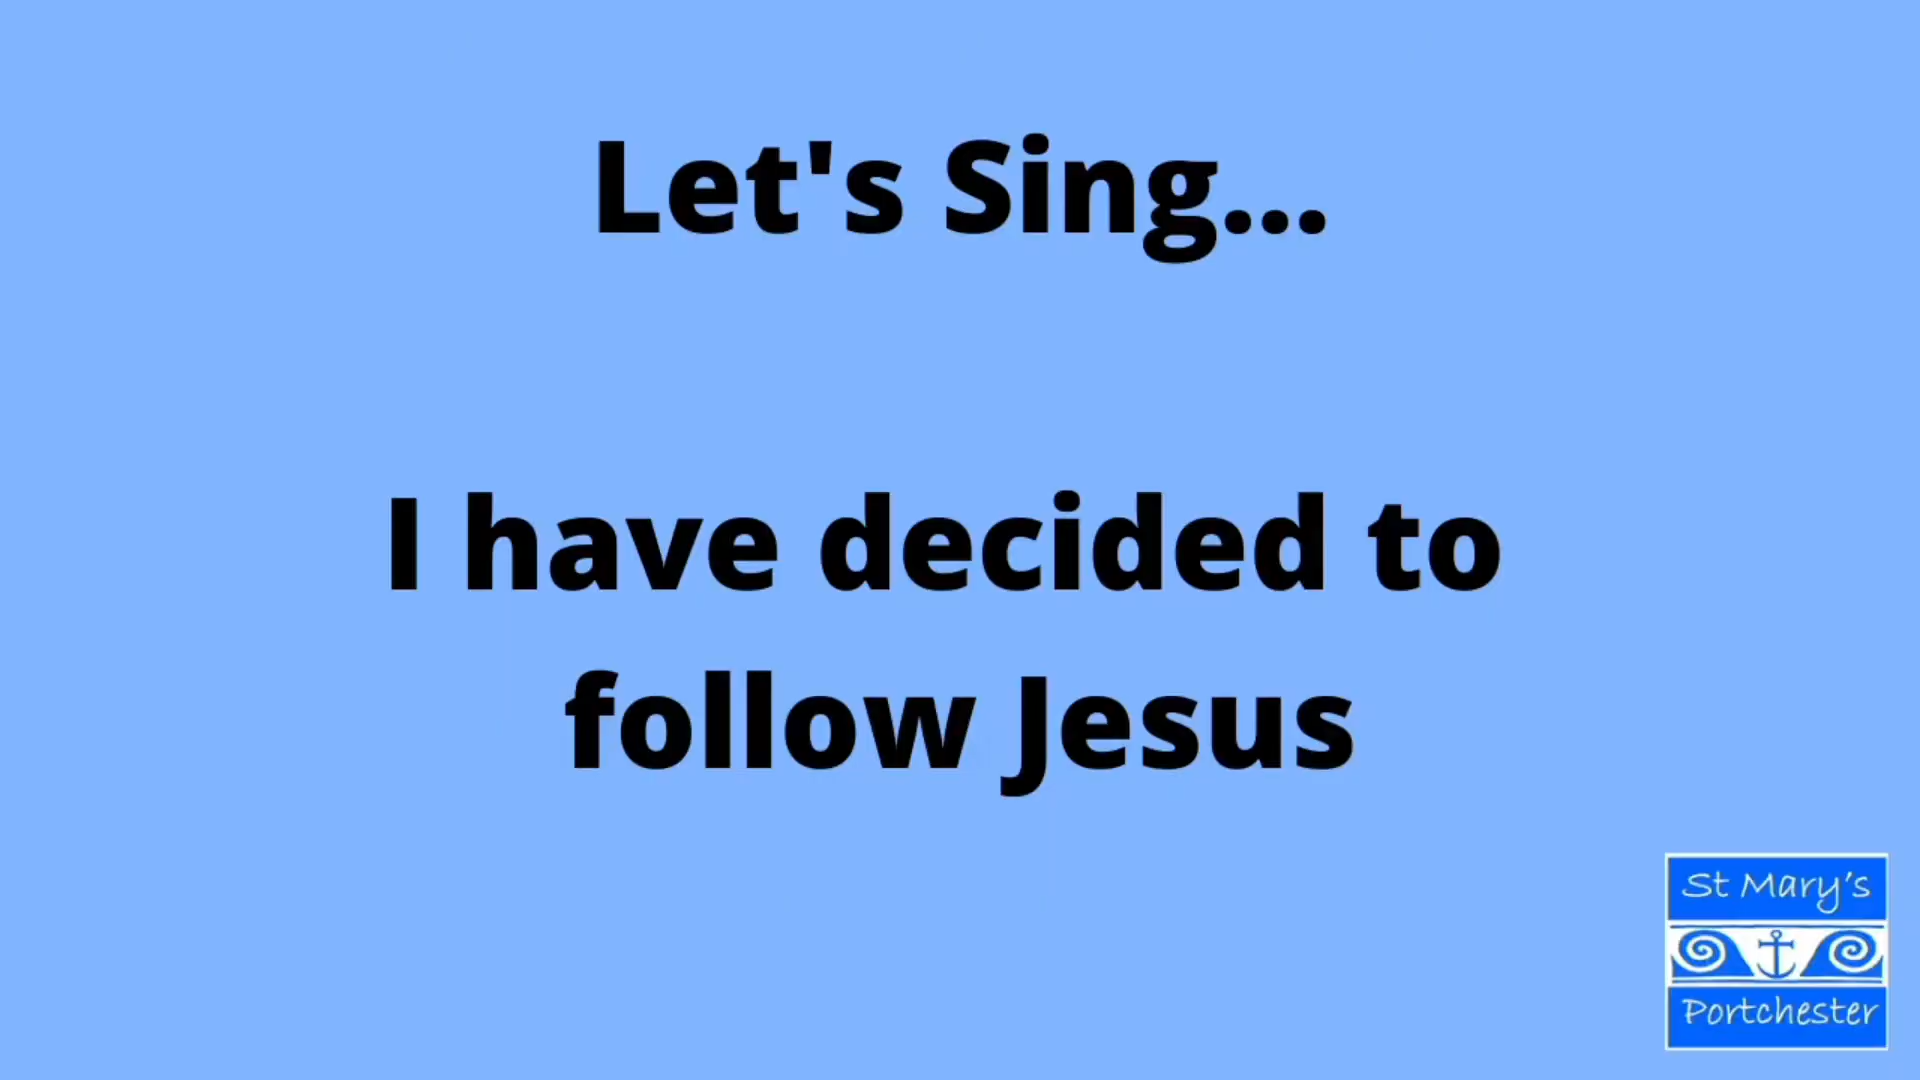 Let's Sing...
I have decided to
follow Jesus
St Mary's
Portchester